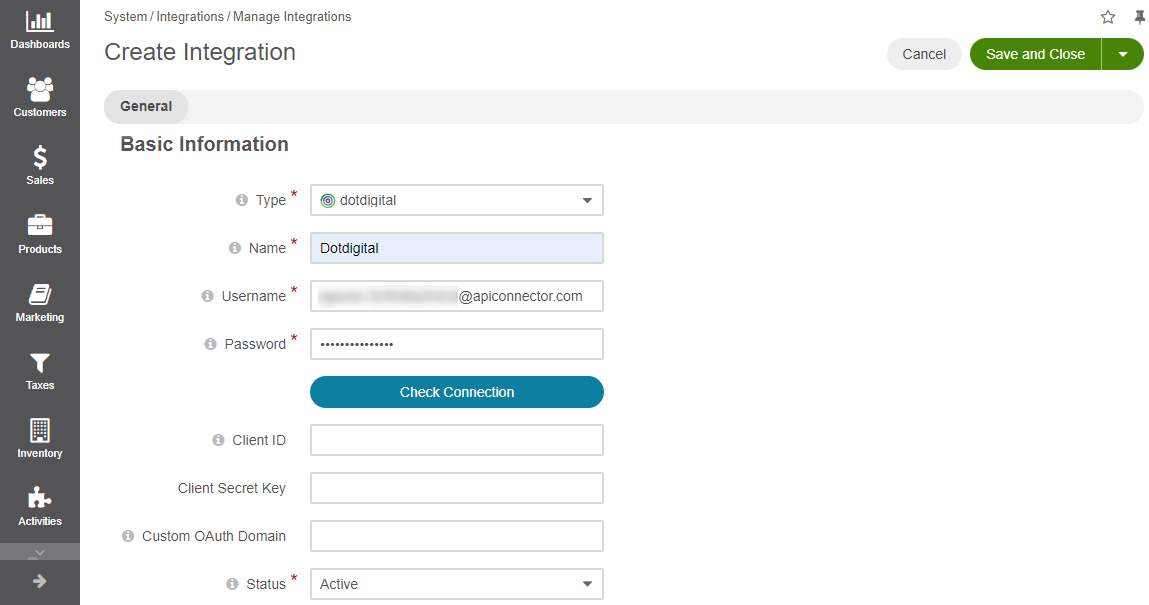 System / Integrations / Manage Integrations
Create Integration
Cancel
Save and Close
General
Basic Information
Type *
dotdigital
Name *
Dotdigital
Username *
@apiconnector.com
Password *
•••••••••••••••
Check Connection
Client ID
Client Secret Key
Custom OAuth Domain
Status *
Active
Dashboards
Customers
Sales
Products
Marketing
Taxes
Inventory
Activities